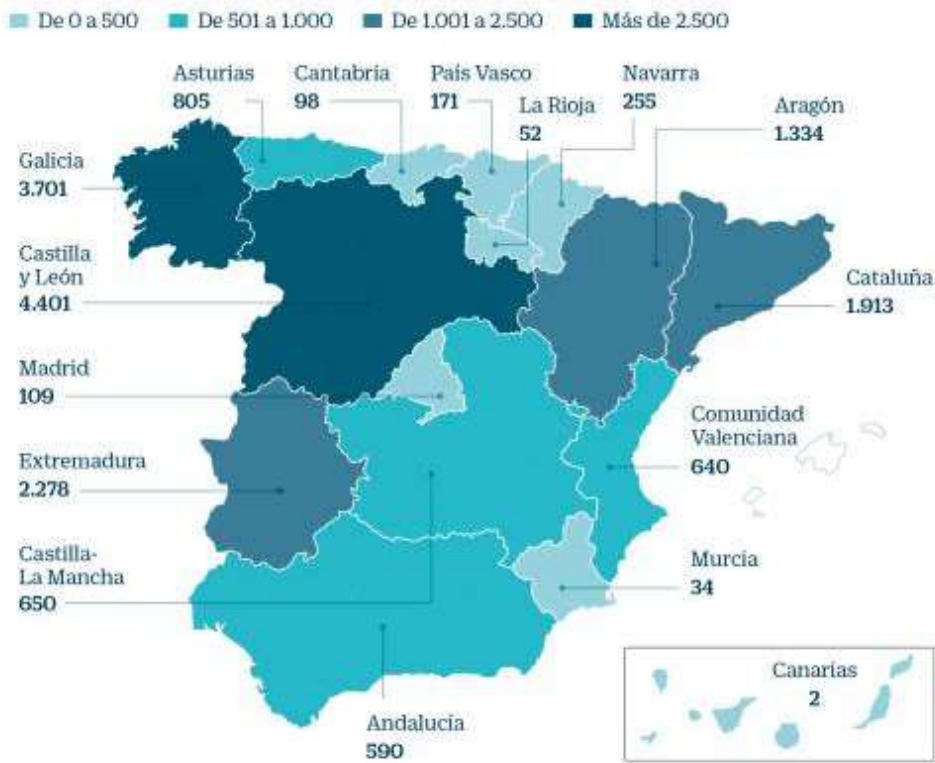 De 0 a 500 De 501 a 1.000 De 1.001 a 2.500 Más de 2.500
Asturias
805
Cantabria
98
País Vasco
171
La Rioja
52
Navarra
255
Aragón
1.334
Galicia
3.701
Castilla
y León
4.401
Cataluña
1.913
Madrid
109
Comunidad
Valenciana
640
Extremadura
2.278
Castilla-
La Mancha
650
Murcia
34
Canarias
2
Andalucía
590